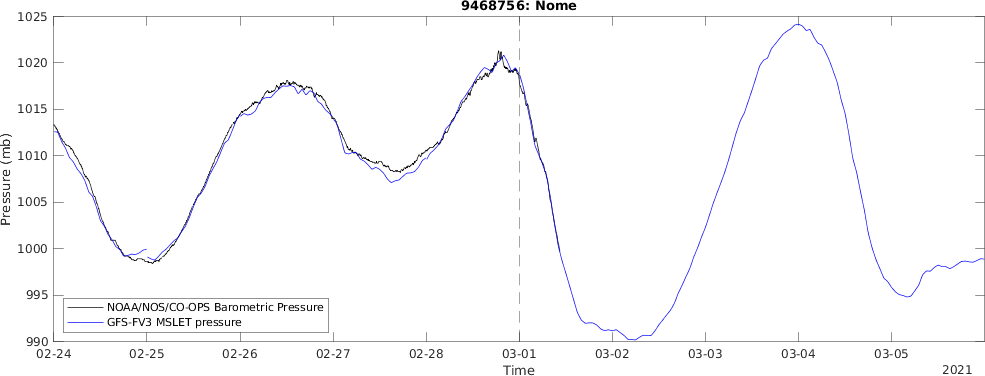 9468756: Nome
1025
1020
1015
1010
1005
1000
995
990
Pressure (mb)
NOAA/NOS/CO-OPS Barometric Pressure
GFS-FV3 MSLET pressure
02-24 02-25 02-26 02-27 02-28 03-01 03-02 03-03 03-04 03-05
Time
2021